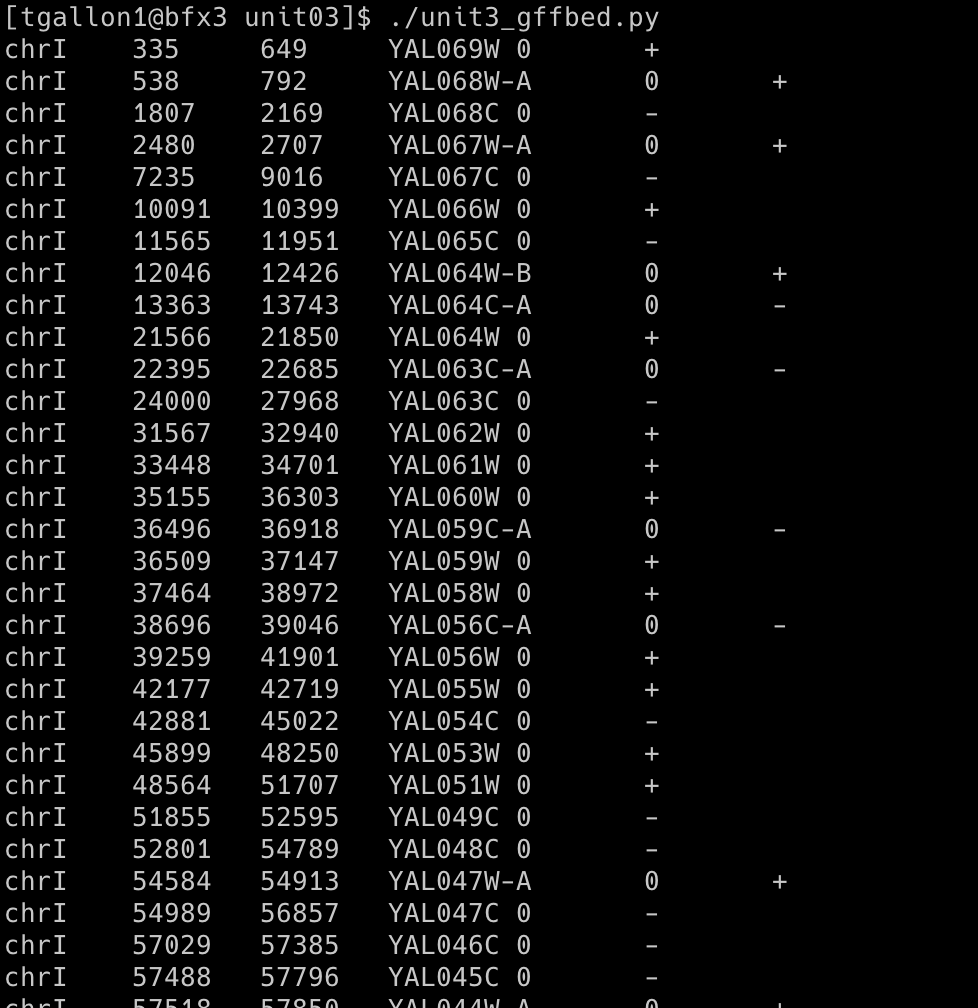 [tgallon1@bfx3 unit03]$ ./unit3_gffbed.py
chrI 335 649 YAL069W 0 +
chrI 538 792 YAL068W-A 0 +
chrI 1807 2169 YAL068C 0 -
chrI 2480 2707 YAL067W-A 0 +
chrI 7235 9016 YAL067C 0 -
chrI 10091 10399 YAL066W 0 +
chrI 11565 11951 YAL065C 0 -
chrI 12046 12426 YAL064W-B 0 +
chrI 13363 13743 YAL064C-A 0 -
chrI 21566 21850 YAL064W 0 +
chrI 22395 22685 YAL063C-A 0 -
chrI 24000 27968 YAL063C 0 -
chrI 31567 32940 YAL062W 0 +
chrI 33448 34701 YAL061W 0 +
chrI 35155 36303 YAL060W 0 +
chrI 36496 36918 YAL059C-A 0 -
chrI 36509 37147 YAL059W 0 +
chrI 37464 38972 YAL058W 0 +
chrI 38696 39046 YAL056C-A 0 -
chrI 39259 41901 YAL056W 0 +
chrI 42177 42719 YAL055W 0 +
chrI 42881 45022 YAL054C 0 -
chrI 45899 48250 YAL053W 0 +
chrI 48564 51707 YAL051W 0 +
chrI 51855 52595 YAL049C 0 -
chrI 52801 54789 YAL048C 0 -
chrI 54584 54913 YAL047W-A 0 +
chrI 54989 56857 YAL047C 0 -
chrI 57029 57385 YAL046C 0 -
chrI 57488 57796 YAL045C 0 -
chrI 57518 57850 YAL044W-A 0 +